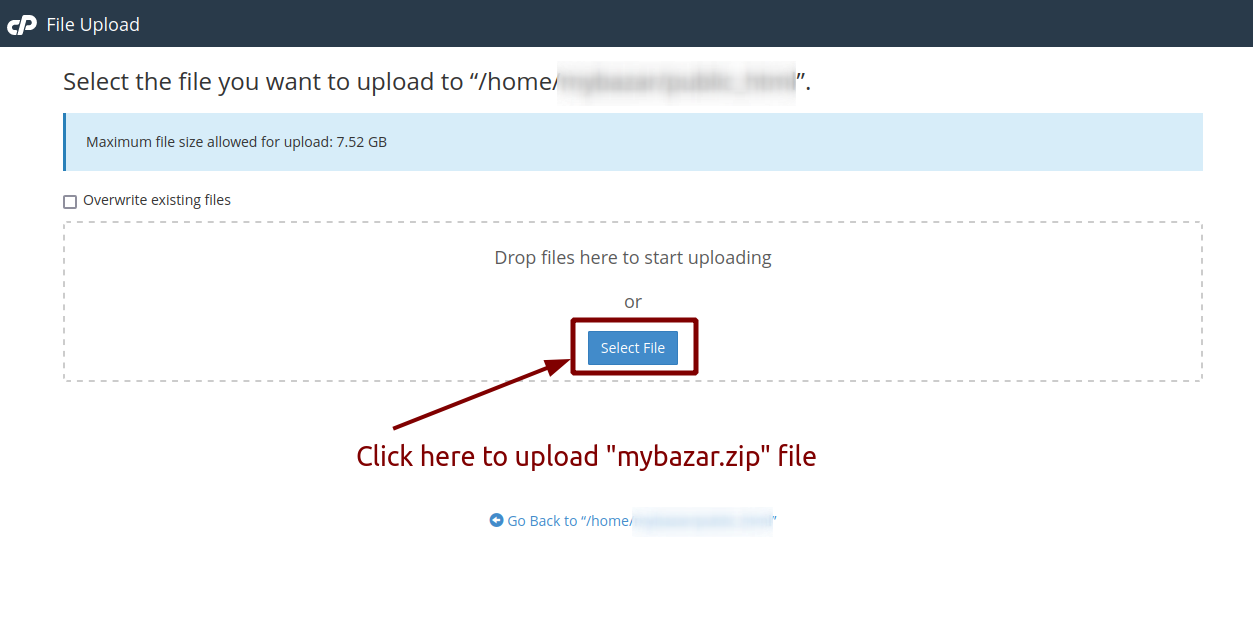 cP File Upload
Select the file you want to upload to “/home/ ”.
Maximum file size allowed for upload: 7.52 GB
Overwrite existing files
Drop files here to start uploading
or
Select File
Click here to upload "mybazar.zip" file
Go Back to “/home/ ”